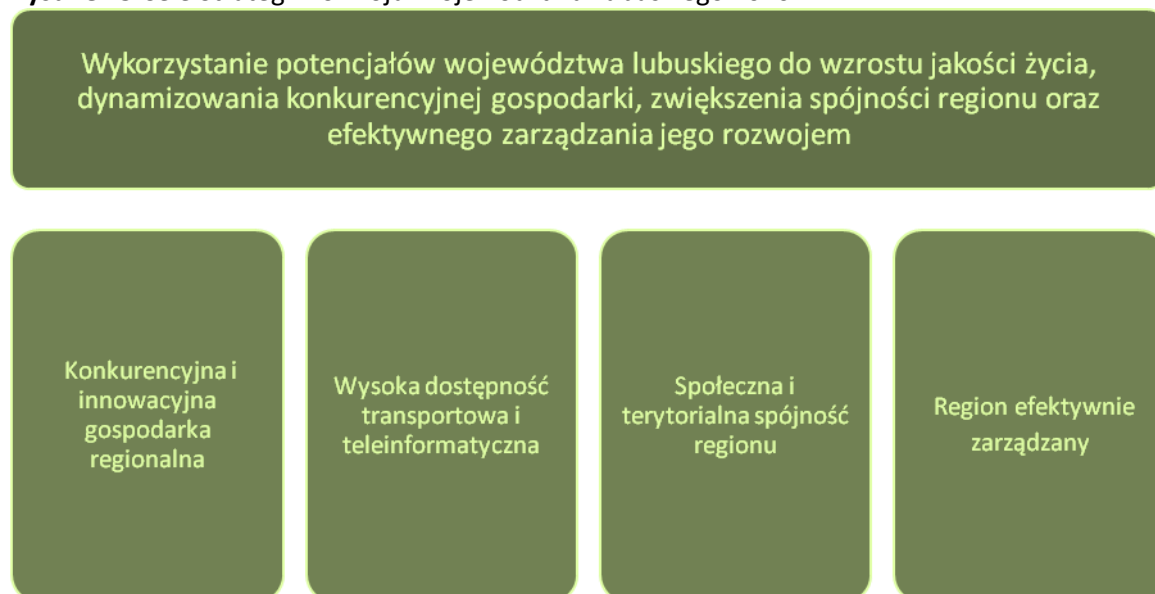 Wykorzystanie potencjałów województwa lubuskiego do wzrostu jakości życia,
dynamizowania konkurencyjnej gospodarki, zwiększenia spójności regionu oraz
efektywnego zarządzania jego rozwojem
Konkurencyjna i
innowacyjna
gospodarka
regionalna
Wysoka dostępność
transportowa i
teleinformatyczna
Społeczna i
terytorialna spójność
regionu
Region efektywnie
zarządzany